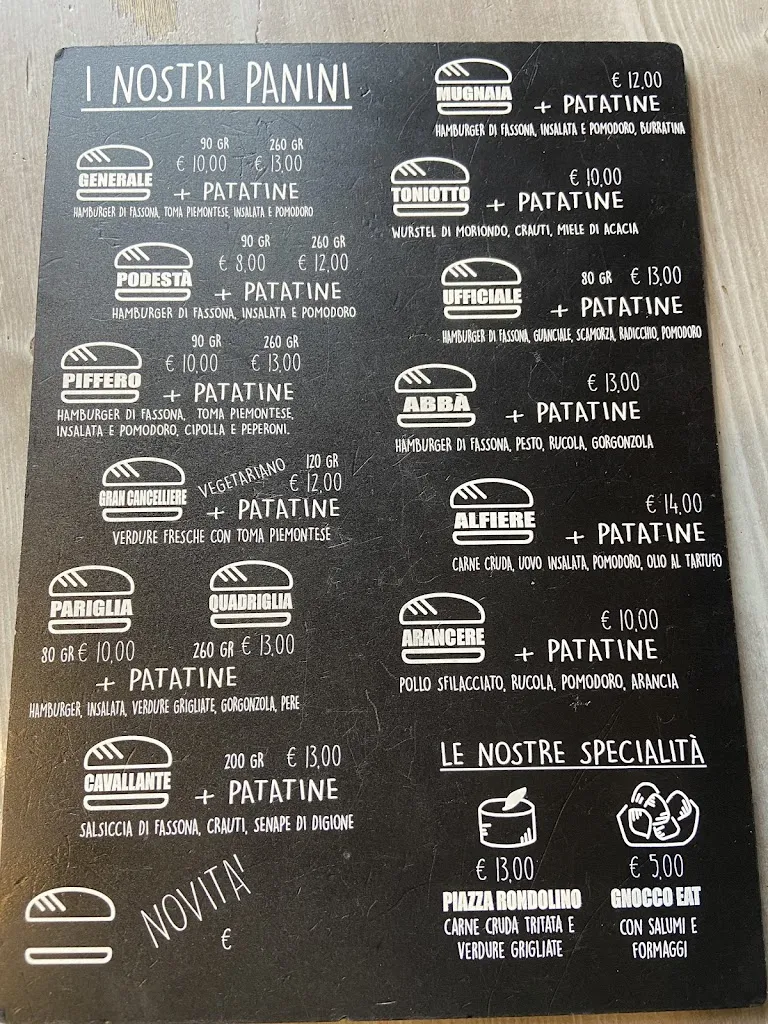 I NOSTRI PANINI
GENERALE
90 GR 260 GR
€ 10,00 € 13,00
+ PATATINE
HAMBURGER DI FASSONA, TOMA PIEMONTESE, INSALATA E POMODORO
PODESTÀ
90 GR 260 GR
€ 8,00 € 12,00
+ PATATINE
HAMBURGER DI FASSONA, INSALATA E POMODORO
PIFFERO
90 GR 260 GR
€ 10,00 € 13,00
+ PATATINE
HAMBURGER DI FASSONA, TOMA PIEMONTESE,
INSALATA E POMODORO, CIPOLLA E PEPERONI.
GRAN CANCELLIERE
VEGETARIANO
120 GR
€ 12,00
+ PATATINE
VERDURE FRESCHE CON TOMA PIEMONTESE
PARIGLIA QUADRIGLIA
80 GR € 10,00 260 GR € 13,00
+ PATATINE
HAMBURGER, INSALATA, VERDURE GRIGLIATE, GORGONZOLA, PERE
CAVALLANTE
200 GR € 13,00
+ PATATINE
SALSICCIA DI FASSONA, CRAUTI, SENAPE DI DIGIONE
NOVITA'
€
MUGNAIA
€ 12,00
+ PATATINE
HAMBURGER DI FASSONA, INSALATA E POMODORO, BURRATINA
TONIOTTO
€ 10,00
+ PATATINE
WURSTEL DI MORIONDO, CRAUTI, MIELE DI ACACIA
UFFICIALE
80 GR € 13,00
+ PATATINE
HAMBURGER DI FASSONA, GUANCIALE, SCAMORZA, RADICCHIO, POMODORO
ABBÀ
€ 13,00
+ PATATINE
HAMBURGER DI FASSONA, PESTO, RUCOLA, GORGONZOLA
ALFIERE
€ 14,00
+ PATATINE
CARNE CRUDA, UOVO INSALATA, POMODORO, OLIO AL TARTUFO
ARANCERE
€ 10,00
+ PATATINE
POLLO SFILACCIATO, RUCOLA, POMODORO, ARANCIA
LE NOSTRE SPECIALITÀ
€ 13,00
PIAZZA RONDOLINO
CARNE CRUDA TRITATA E
VERDURE GRIGLIATE
€ 5,00
GNOCCO EAT
CON SALUMI E
FORMAGGI